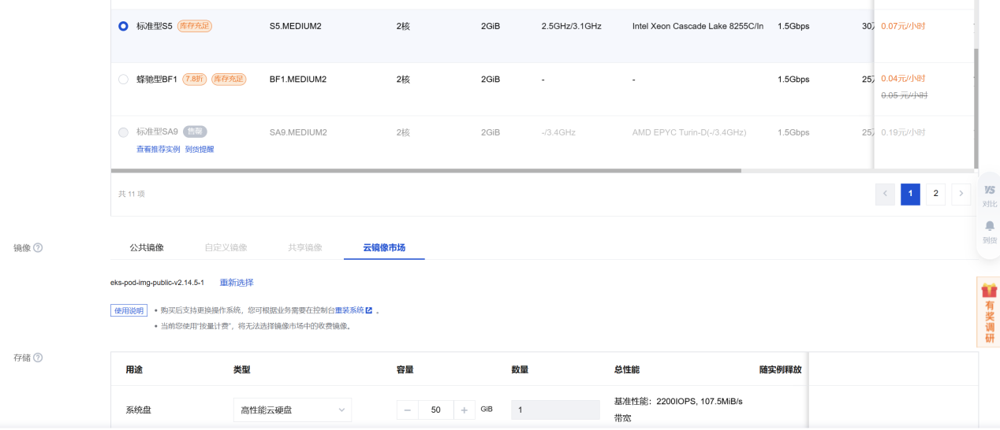 标准型S5 库存充足 S5.MEDIUM2 2核 2GiB 2.5GHz/3.1GHz Intel Xeon Cascade Lake 8255C/In 1.5Gbps 30万 0.07元/小时
蜂驰型BF1 7.8折 库存充足 BF1.MEDIUM2 2核 2GiB - - 1.5Gbps 25万 0.04元/小时
0.05 元/小时
标准型SA9 售罄 SA9.MEDIUM2 2核 2GiB -/3.4GHz AMD EPYC Turin-D(-/3.4GHz) 1.5Gbps 25 0.19元/小时
查看推荐实例 到货提醒
共 11 项
1 2
对比
到货
镜像
公共镜像 自定义镜像 共享镜像 云镜像市场
eks-pod-img-public-v2.14.5-1 重新选择
使用说明 • 购买后支持更换操作系统，您可根据业务需要在控制台重装系统 。
• 当前您使用“按量计费”，将无法选择镜像市场中的收费镜像。
有奖调研
存储
用途 类型 容量 数量 总性能 随实例释放
系统盘 高性能云硬盘 − 50 + GiB 1 基准性能：2200IOPS, 107.5MiB/s
带宽